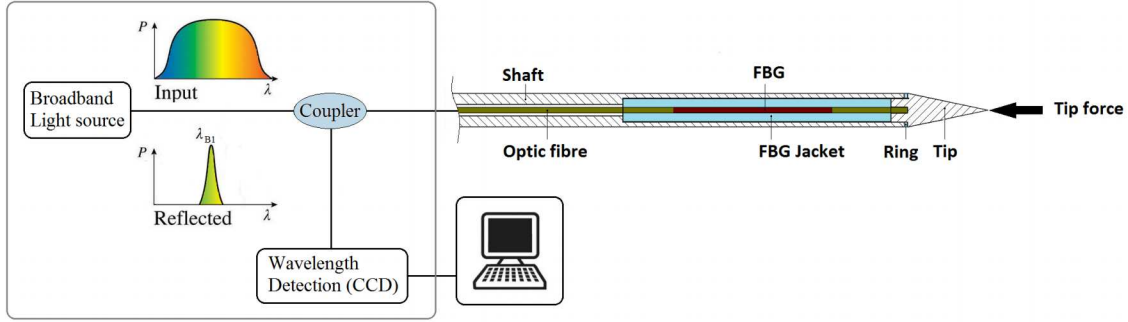 P
Input
λ
Broadband
Light source
Coupler
λB1
P
Reflected
λ
Wavelength
Detection (CCD)
Shaft
FBG
Optic fibre
FBG Jacket
Ring
Tip
Tip force